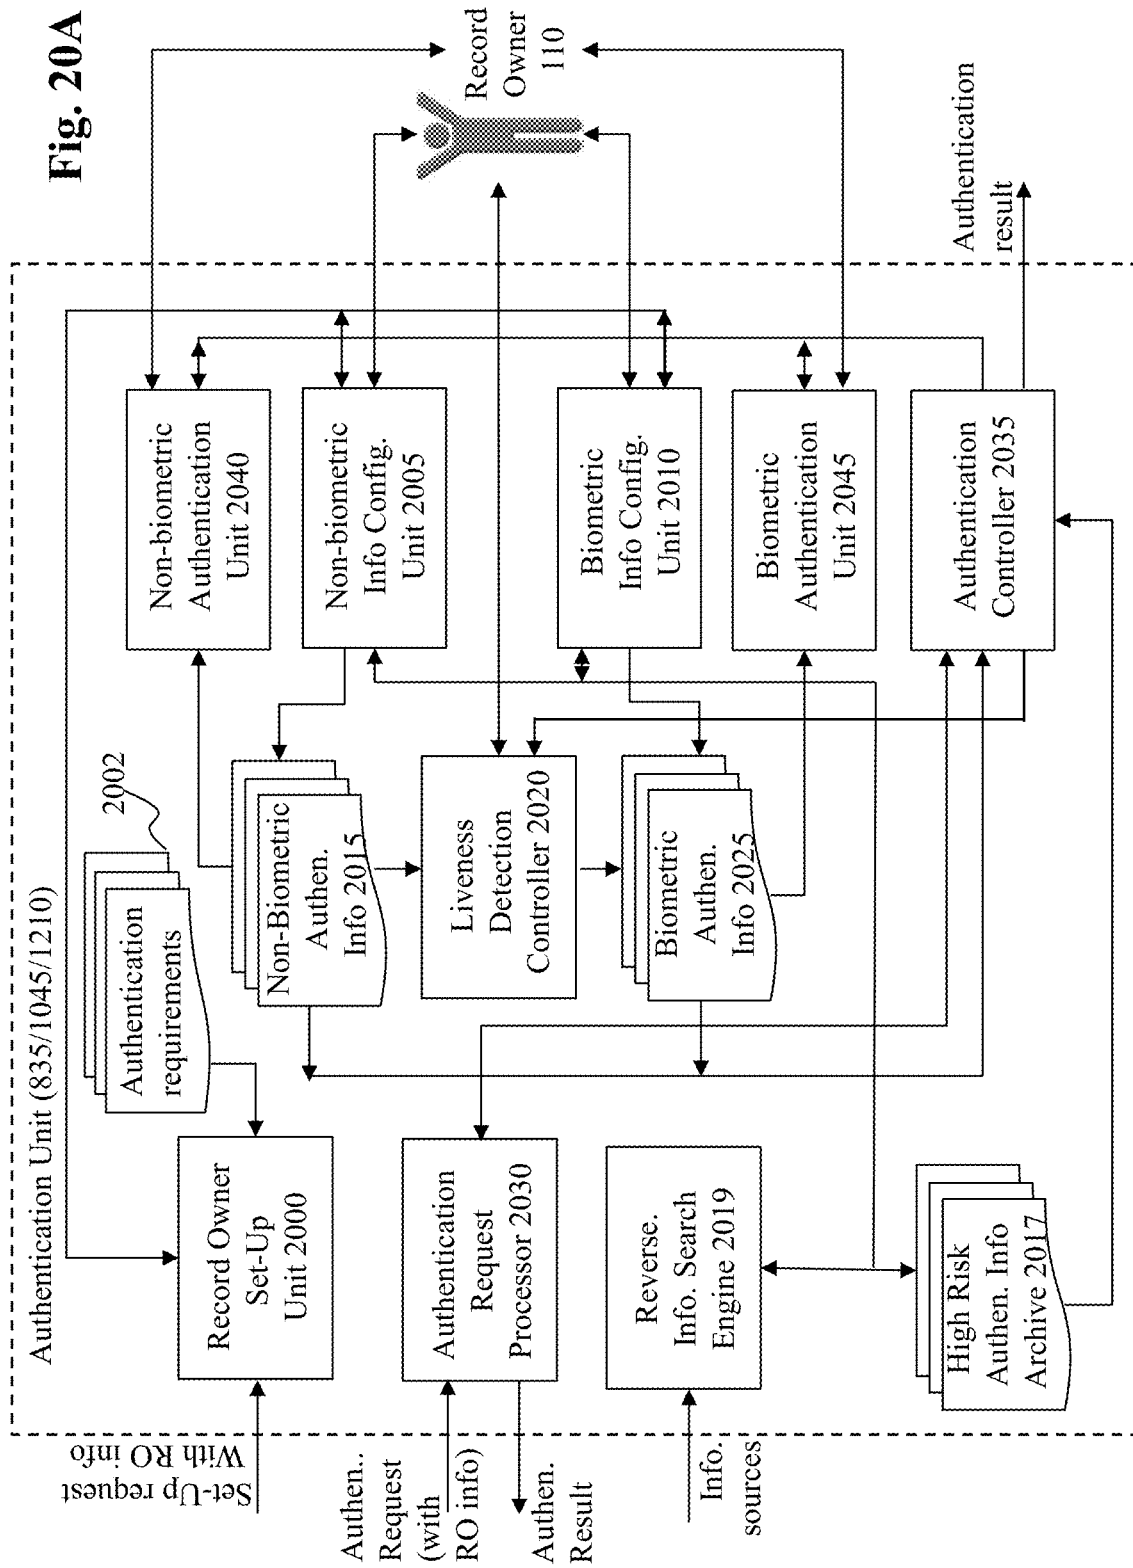 Fig. 20A
Authentication Unit (835/1045/1210)
Set-Up request
With RO info
Record Owner
Set-Up
Unit 2000
Authentication
requirements
2002
Non-Biometric
Authen.
Info 2015
Non-biometric
Authentication
Unit 2040
Non-biometric
Info Config.
Unit 2005
Record
Owner
110
Authen..
Request
(with
RO info)
Authen.
Result
Authentication
Request
Processor 2030
Liveness
Detection
Controller 2020
Biometric
Info Config.
Unit 2010
Info.
sources
Reverse.
Info. Search
Engine 2019
Biometric
Authen.
Info 2025
Biometric
Authentication
Unit 2045
High Risk
Authen. Info
Archive 2017
Authentication
Controller 2035
Authentication
result